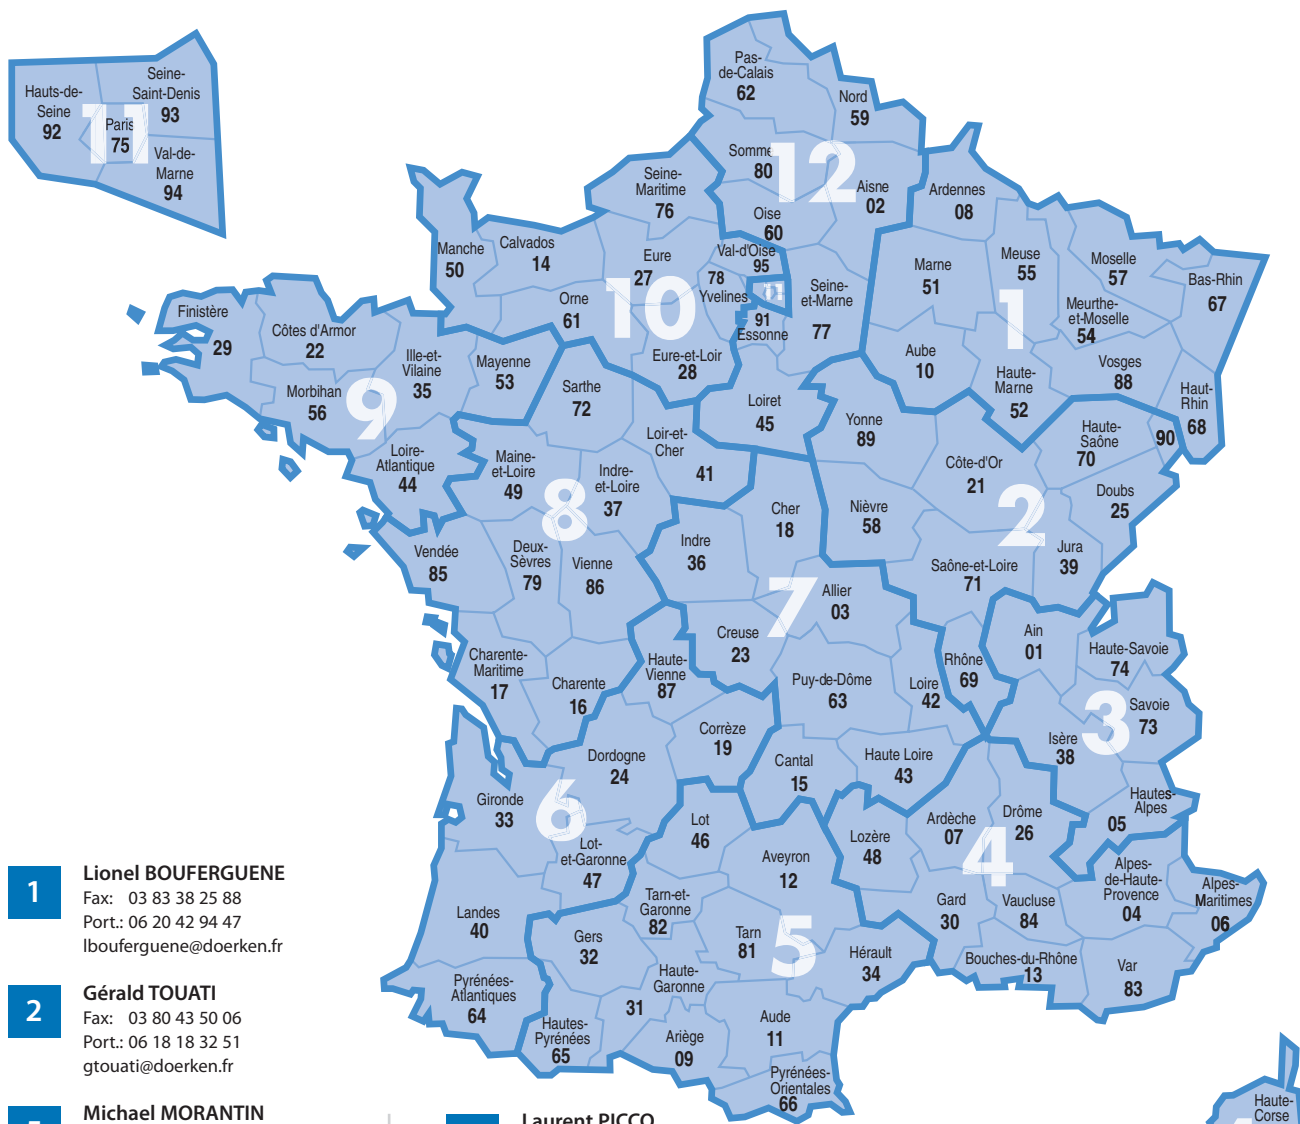 Hauts-de-
Seine
92
Seine-
Saint-Denis
93
Paris
75
11
Val-de-
Marne
94
Pas-
de-Calais
62
Nord
59
Somme
80
12
Aisne
02
Oise
60
Seine-
Maritime
76
Ardennes
08
Manche
50
Calvados
14
Eure
27
Val-d'Oise
95
78
Yvelines
11
Seine-
et-Marne
77
91
Essonne
Marne
51
Meuse
55
Moselle
57
Bas-Rhin
67
Meurthe-
et-Moselle
54
1
Orne
61
10
Eure-et-Loir
28
Aube
10
Haute-
Marne
52
Vosges
88
Haut-
Rhin
68
Finistère
29
Côtes d'Armor
22
Ille-et-
Vilaine
35
Mayenne
53
Morbihan
56
9
Sarthe
72
Loiret
45
Yonne
89
Haute-
Saône
70
90
Loire-
Atlantique
44
Maine-
et-Loire
49
Indre-
et-Loire
37
Loir-et-
Cher
41
8
Côte-d'Or
21
Doubs
25
2
Cher
18
Nièvre
58
Indre
36
Vendée
85
Deux-
Sèvres
79
Vienne
86
Saône-et-Loire
71
Jura
39
7
Allier
03
Creuse
23
Ain
01
Haute-Savoie
74
Charente-
Maritime
17
Charente
16
Haute-
Vienne
87
Puy-de-Dôme
63
Loire
42
Rhône
69
3
Savoie
73
Isère
38
Corrèze
19
Dordogne
24
Cantal
15
Haute Loire
43
Hautes-
Alpes
05
Gironde
33
6
Lot-
et-Garonne
47
Lot
46
Aveyron
12
Lozère
48
Ardèche
07
Drôme
26
4
Alpes-
de-Haute-
Provence
04
Alpes-
Maritimes
06
Landes
40
Tarn-et-
Garonne
82
Gers
32
Tarn
81
5
Hérault
34
Gard
30
Vaucluse
84
Bouches-du-Rhône
13
Var
83
Pyrénées-
Atlantiques
64
Haute-
Garonne
31
Hautes-
Pyrénées
65
Ariège
09
Aude
11
Pyrénées-
Orientales
66
Haute-
Corse
1
Lionel BOUFERGUENE
Fax: 03 83 38 25 88
Port.: 06 20 42 94 47
lbouferguene@doerken.fr
2
Gérald TOUATI
Fax: 03 80 43 50 06
Port.: 06 18 18 32 51
gtouati@doerken.fr
Michael MORANTIN
Laurent PICCO